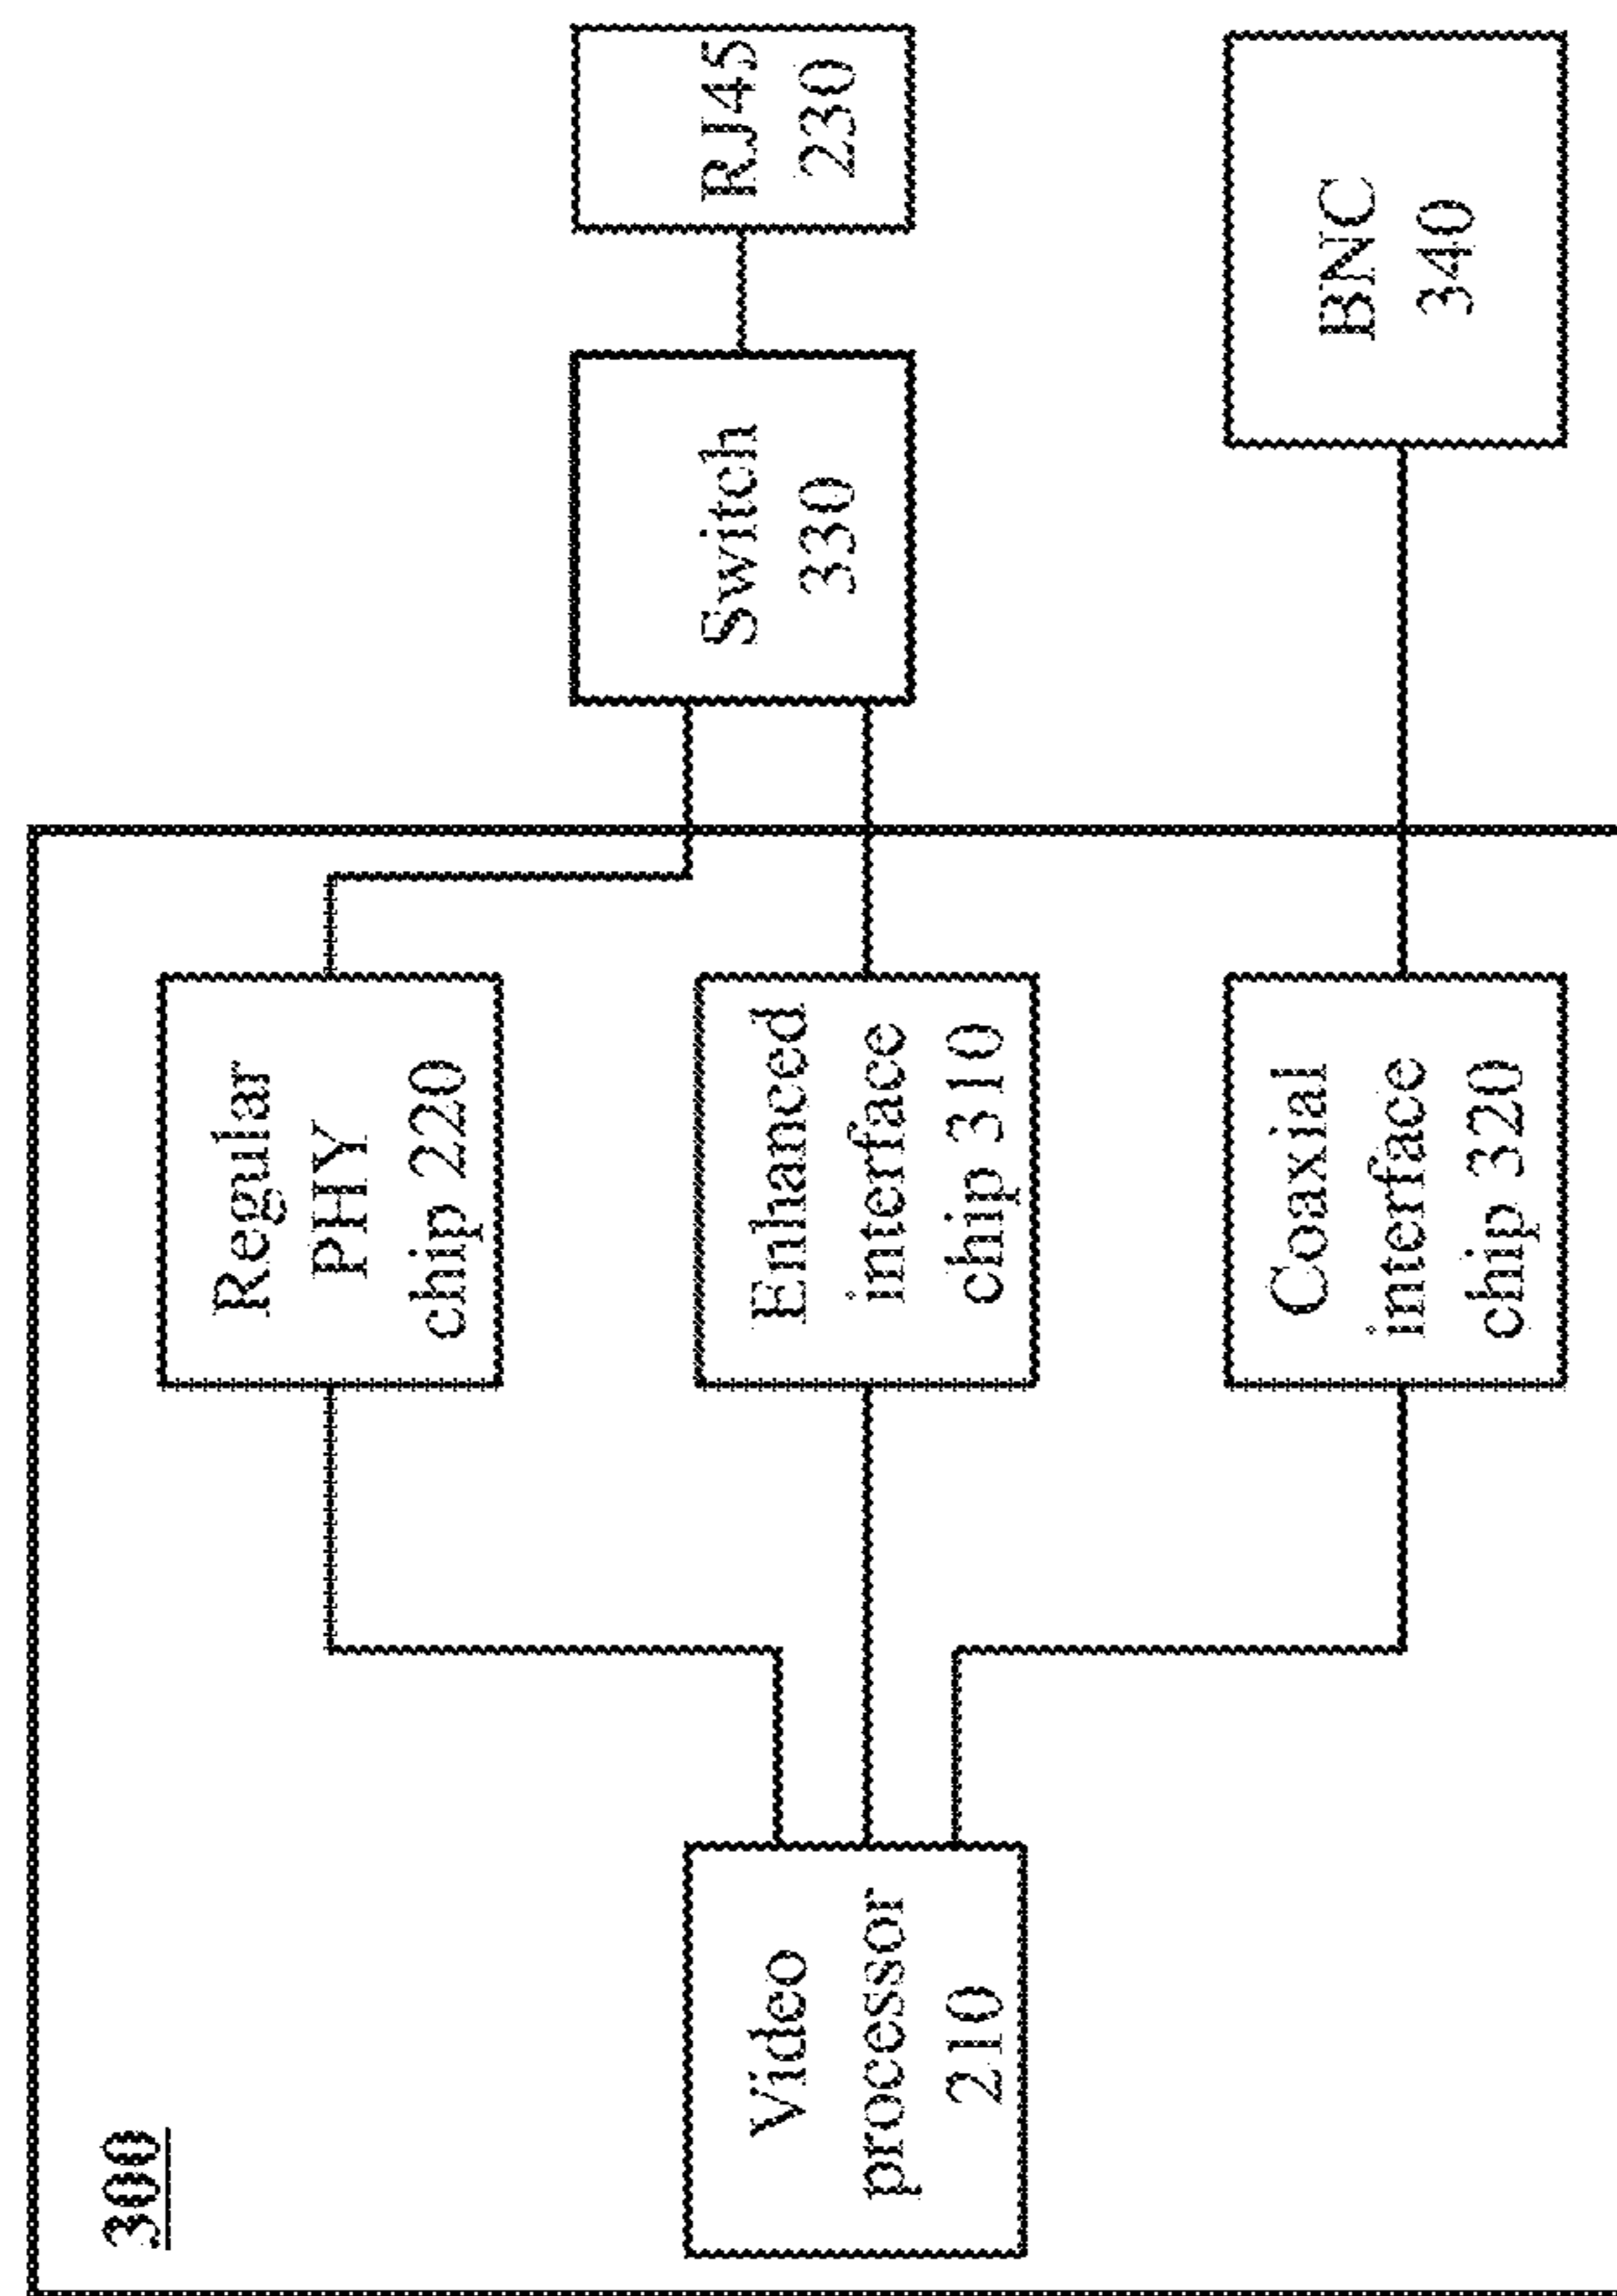 300
Video
processor
210
Regular
PHY
chip 220
Enhanced
interface
chip 310
Coaxial
interface
chip 320
Switch
330
RJ45
230
BNC
340